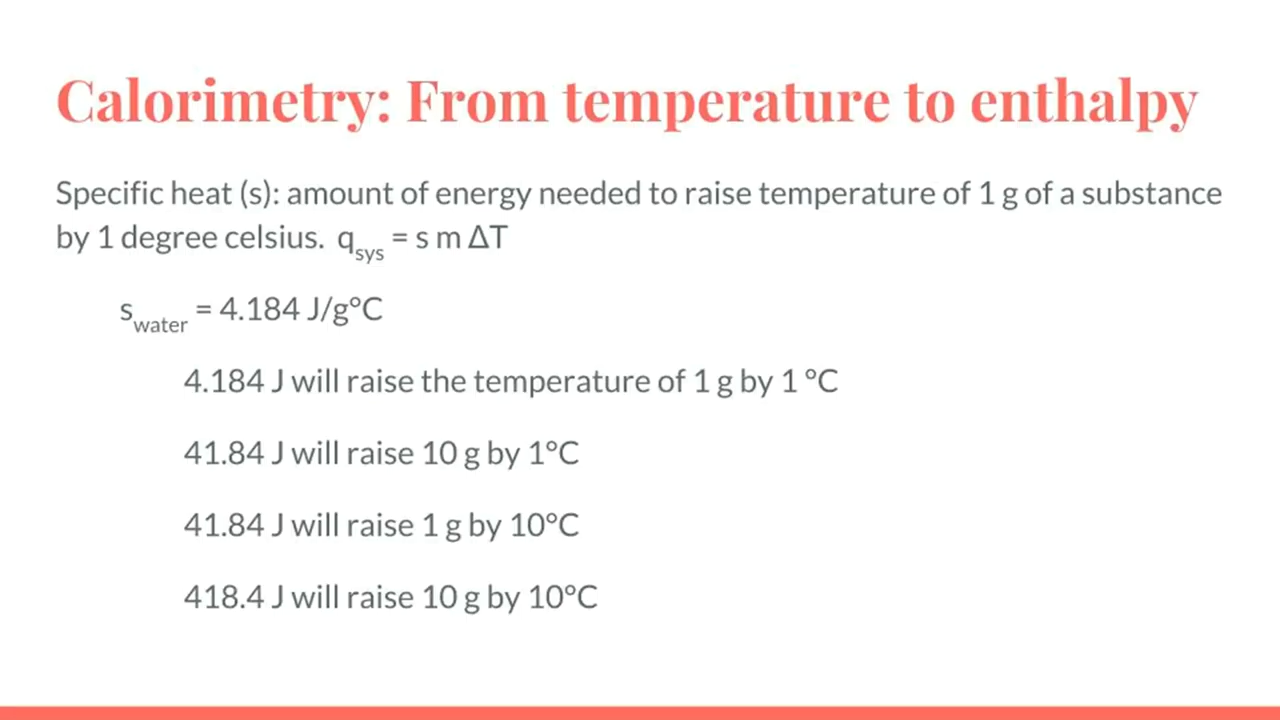 Calorimetry: From temperature to enthalpy
Specific heat (s): amount of energy needed to raise temperature of 1 g of a substance
by 1 degree celsius. qsys = s m ΔT
swater = 4.184 J/g°C
4.184 J will raise the temperature of 1 g by 1 °C
41.84 J will raise 10 g by 1°C
41.84 J will raise 1 g by 10°C
418.4 J will raise 10 g by 10°C